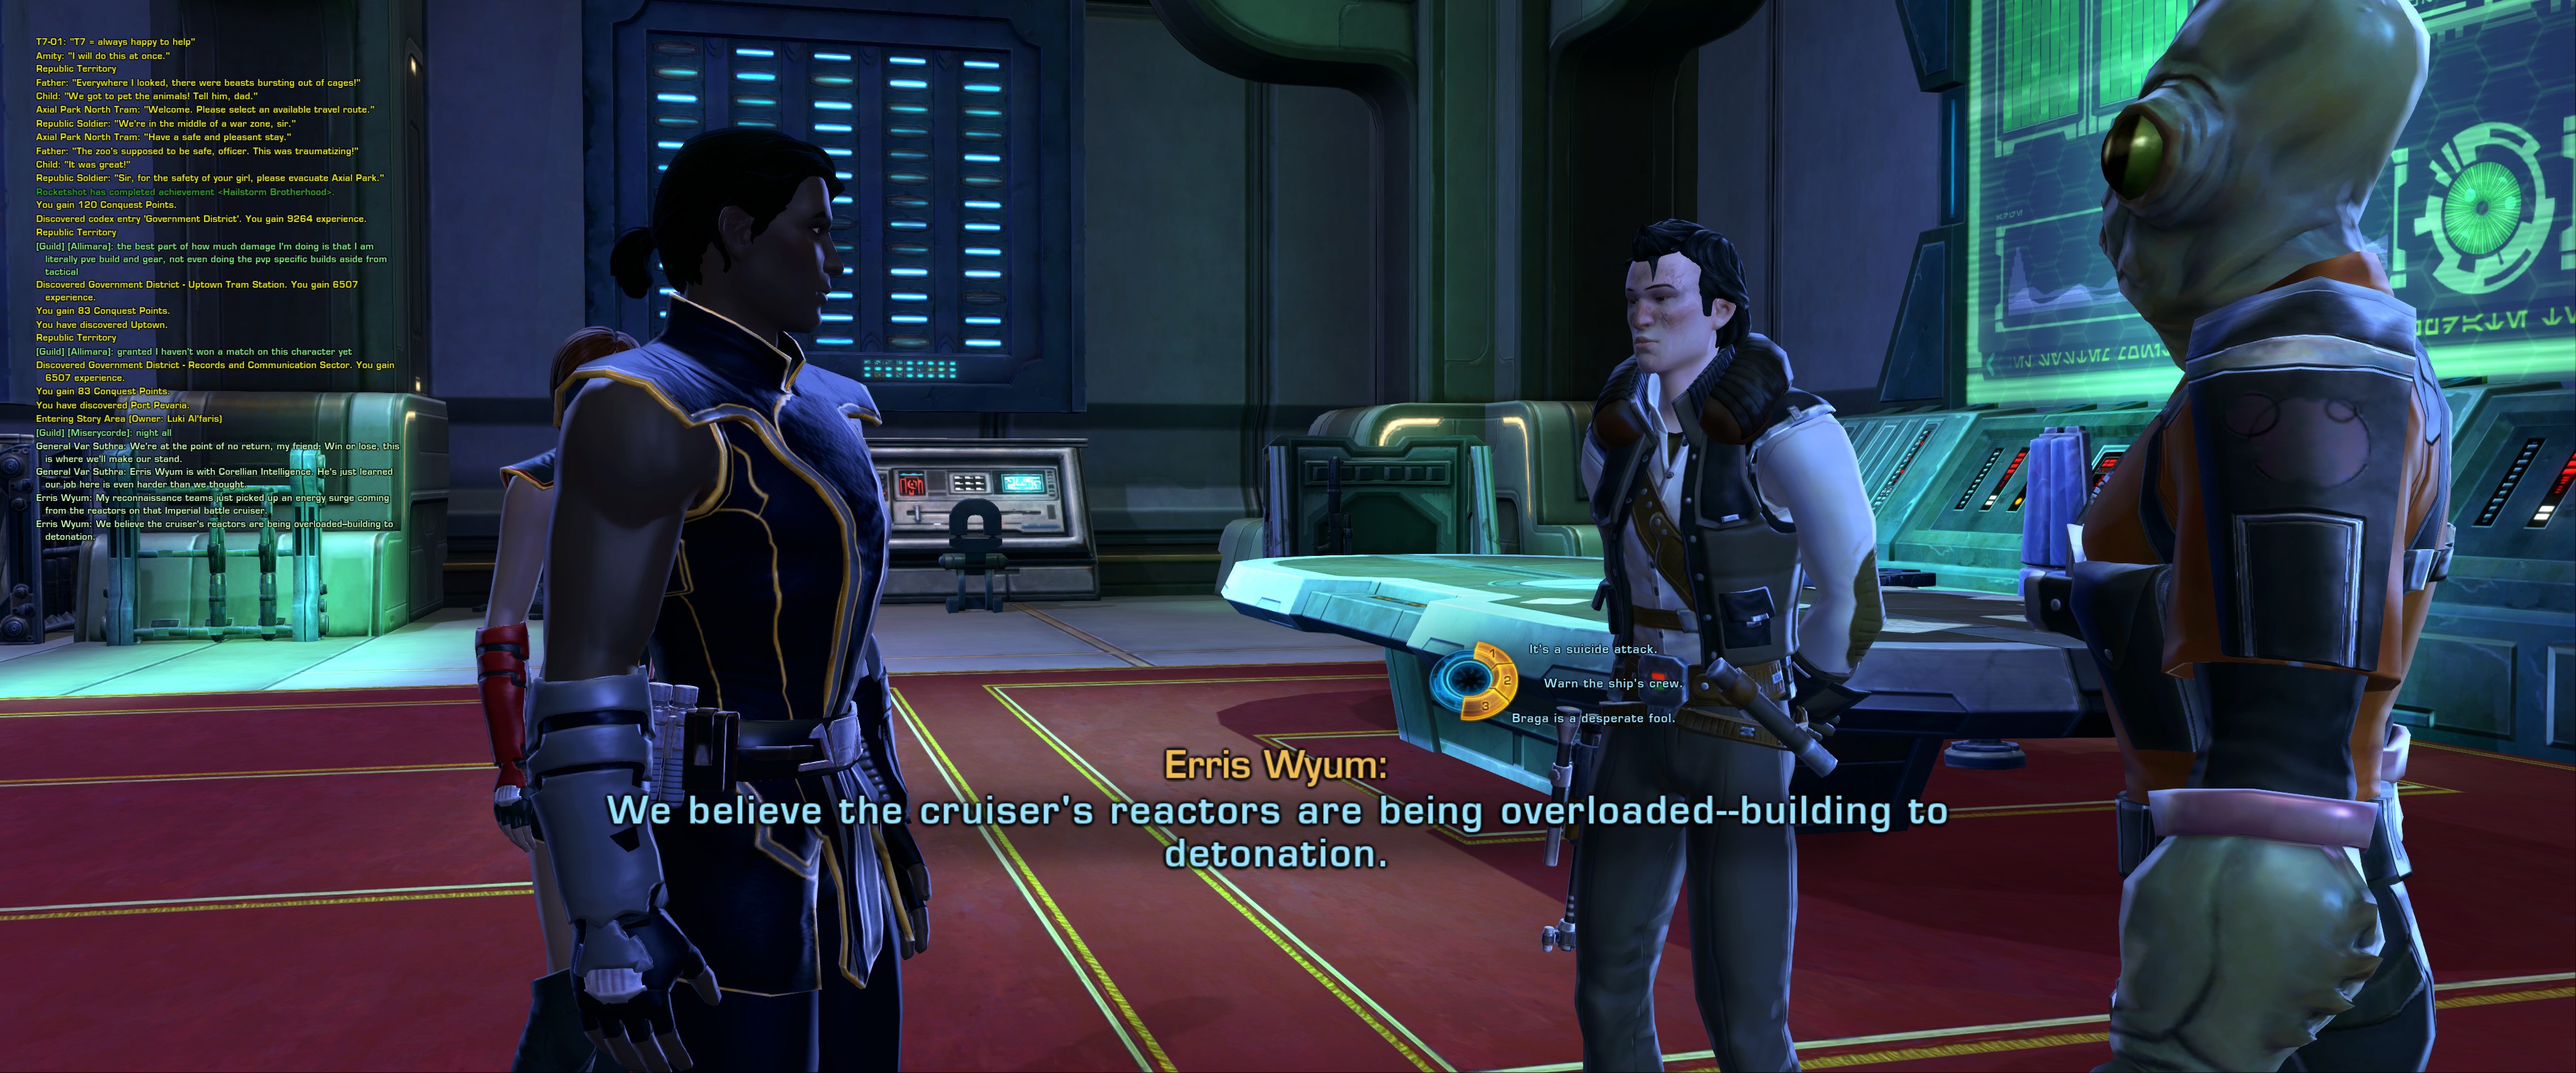 T7-01: "T7 = always happy to help"
Amity: "I will do this at once."
Republic Territory
Father: "Everywhere I looked, there were beasts bursting out of cages!"
Child: "We got to pet the animals! Tell him, dad."
Axial Park North Tram: "Welcome. Please select an available travel route."
Republic Soldier: "We're in the middle of a war zone, sir."
Axial Park North Tram: "Have a safe and pleasant stay."
Father: "The zoo's supposed to be safe, officer. This was traumatizing!"
Child: "It was great!"
Republic Soldier: "Sir, for the safety of your girl, please evacuate Axial Park."
Rocketshot has completed achievement <Hailstorm Brotherhood>.
You gain 120 Conquest Points.
Discovered codex entry 'Government District'. You gain 9264 experience.
Republic Territory
[Guild] [Allimara]: the best part of how much damage I'm doing is that I am
literally pve build and gear, not even doing the pvp specific builds aside from
tactical
Discovered Government District - Uptown Tram Station. You gain 6507
experience.
You gain 83 Conquest Points.
You have discovered Uptown.
Republic Territory
[Guild] [Allimara]: granted I haven't won a match on this character yet
Discovered Government District - Records and Communication Sector. You gain
6507 experience.
You gain 83 Conquest Points.
You have discovered Port Pevaria.
Entering Story Area (Owner: Luki Al'faris)
[Guild] [Miserycorde]: night all
General Var Suthra: We're at the point of no return, my friend. Win or lose, this
is where we'll make our stand.
General Var Suthra: Erris Wyum is with Corellian Intelligence. He's just learned
our job here is even harder than we thought.
Erris Wyum: My reconnaissance teams just picked up an energy surge coming
from the reactors on that Imperial battle cruiser.
Erris Wyum: We believe the cruiser's reactors are being overloaded--building to
detonation.
1 It's a suicide attack.
2 Warn the ship's crew.
3 Braga is a desperate fool.
Erris Wyum:
We believe the cruiser's reactors are being overloaded--building to
detonation.